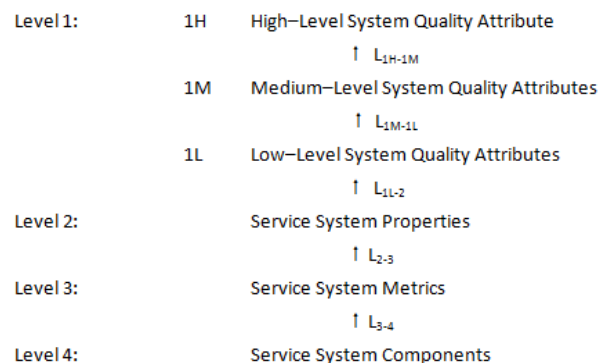 Level 1: 1H High–Level System Quality Attribute
↑ L1H-1M
1M Medium–Level System Quality Attributes
↑ L1M-1L
1L Low–Level System Quality Attributes
↑ L1L-2
Level 2: Service System Properties
↑ L2-3
Level 3: Service System Metrics
↑ L3-4
Level 4: Service System Components